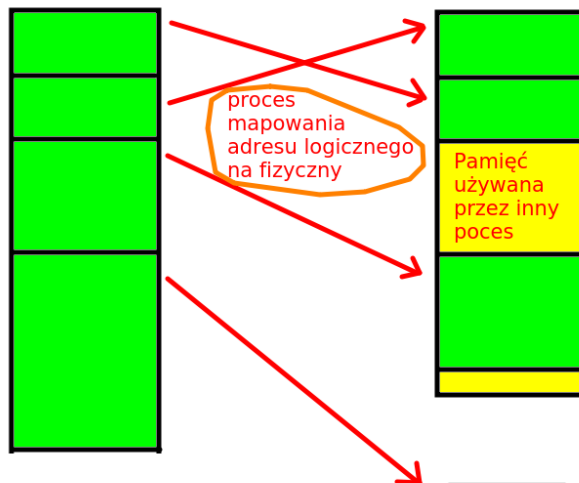 proces
mapowania
adresu logicznego
na fizyczny
Pamięć
używana
przez inny
poces